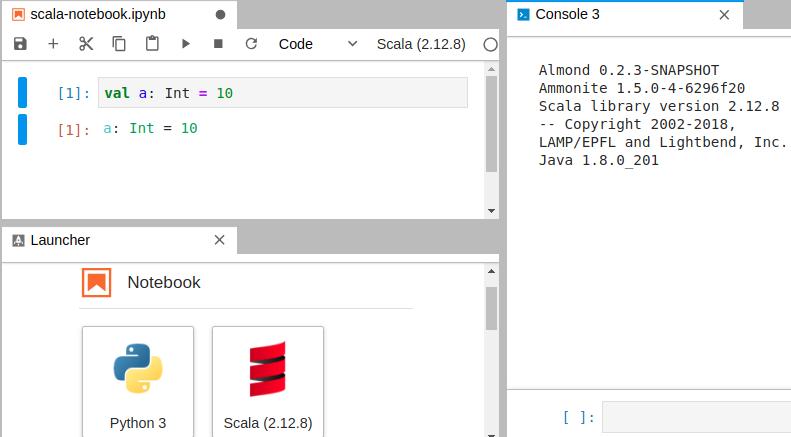 scala-notebook.ipynb
Code
Scala (2.12.8)
[1]:
val a: Int = 10
[1]:
a: Int = 10
Launcher
Notebook
Python 3
Scala (2.12.8)
Console 3
Almond 0.2.3-SNAPSHOT
Ammonite 1.5.0-4-6296f20
Scala library version 2.12.8
-- Copyright 2002-2018,
LAMP/EPFL and Lightbend, Inc.
Java 1.8.0_201
[ ]: